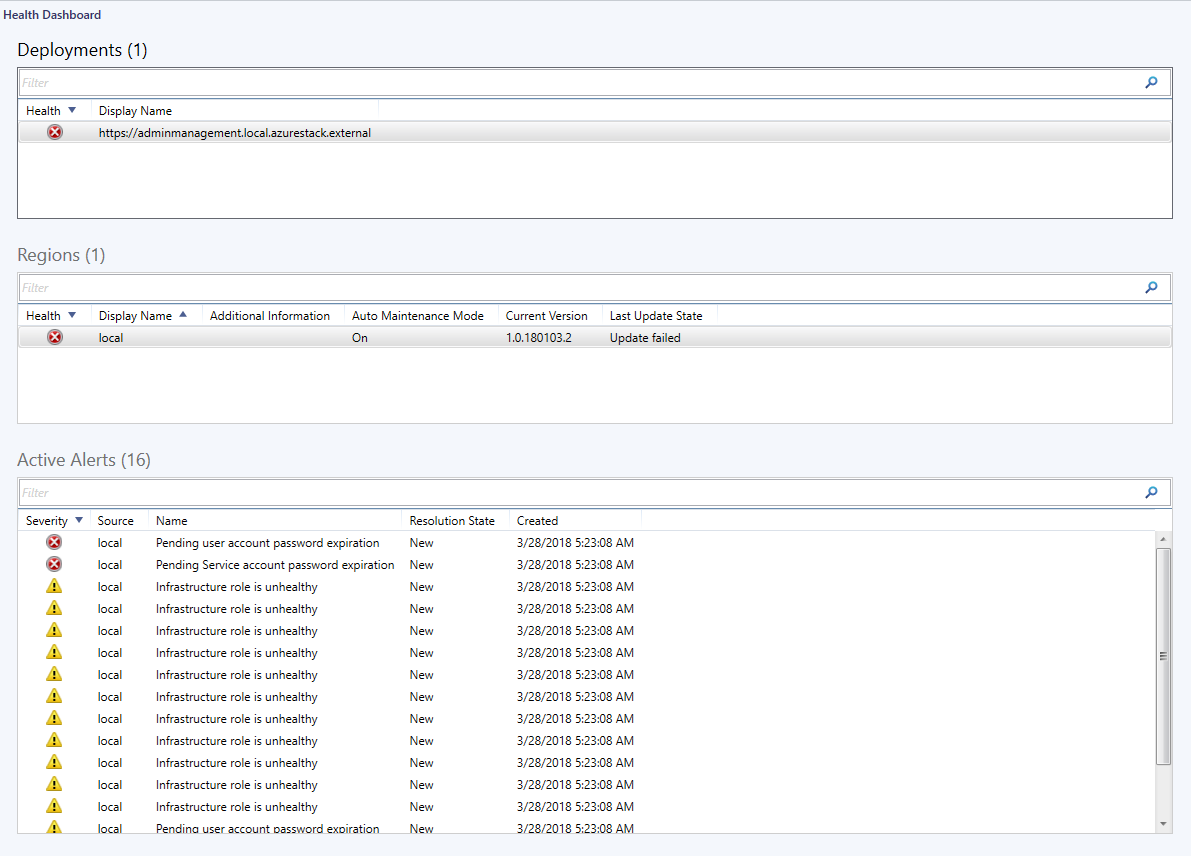 Health Dashboard
Deployments (1)
Filter
Health Display Name
https://adminmanagement.local.azurestack.external
Regions (1)
Filter
Health Display Name Additional Information Auto Maintenance Mode Current Version Last Update State
local On 1.0.180103.2 Update failed
Active Alerts (16)
Filter
Severity Source Name Resolution State Created
local Pending user account password expiration New 3/28/2018 5:23:08 AM
local Pending Service account password expiration New 3/28/2018 5:23:08 AM
local Infrastructure role is unhealthy New 3/28/2018 5:23:08 AM
local Infrastructure role is unhealthy New 3/28/2018 5:23:08 AM
local Infrastructure role is unhealthy New 3/28/2018 5:23:08 AM
local Infrastructure role is unhealthy New 3/28/2018 5:23:08 AM
local Infrastructure role is unhealthy New 3/28/2018 5:23:08 AM
local Infrastructure role is unhealthy New 3/28/2018 5:23:08 AM
local Infrastructure role is unhealthy New 3/28/2018 5:23:08 AM
local Infrastructure role is unhealthy New 3/28/2018 5:23:08 AM
local Infrastructure role is unhealthy New 3/28/2018 5:23:08 AM
local Infrastructure role is unhealthy New 3/28/2018 5:23:08 AM
local Infrastructure role is unhealthy New 3/28/2018 5:23:08 AM
local Pending user account password expiration New 3/28/2018 5:23:08 AM